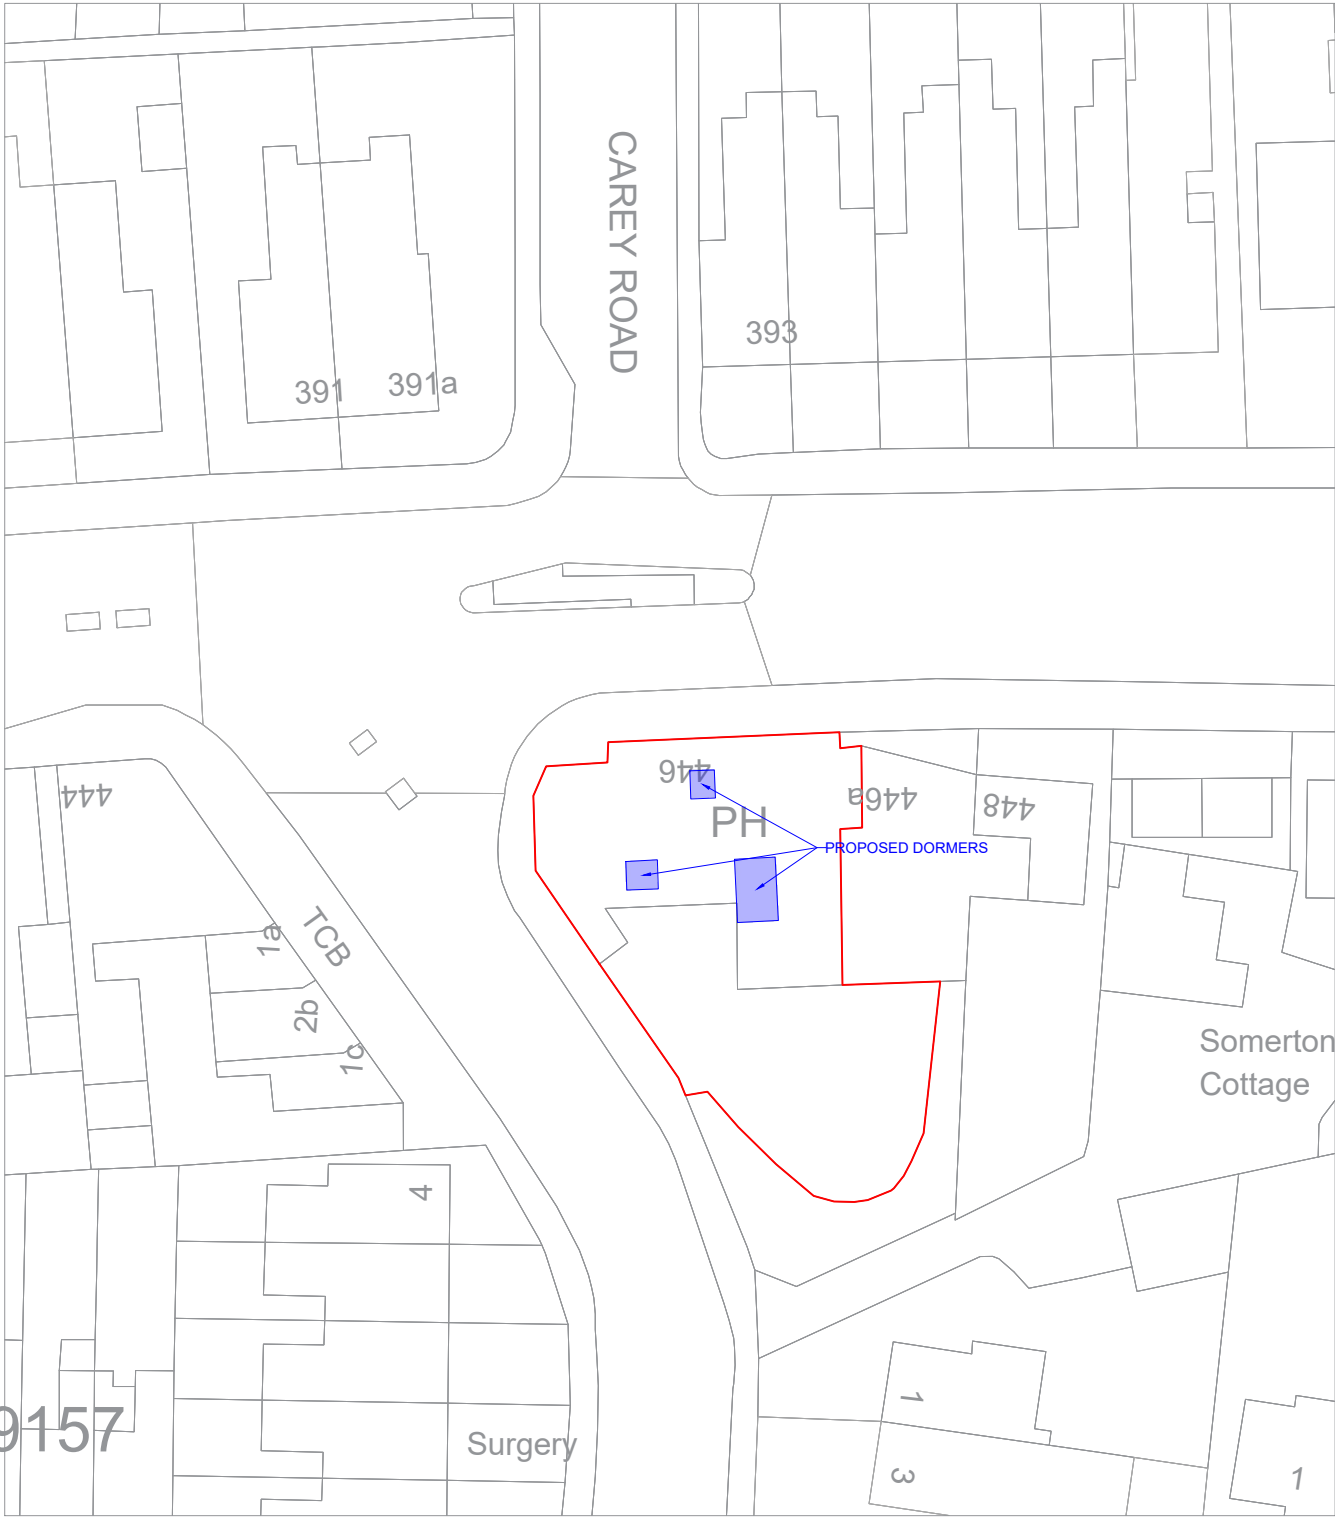 CAREY ROAD
393
391
391a
446
PH
446a
448
444
PROPOSED DORMERS
TCB
1a
2b
1c
Somerton
Cottage
4
9157
Surgery
1
3
1